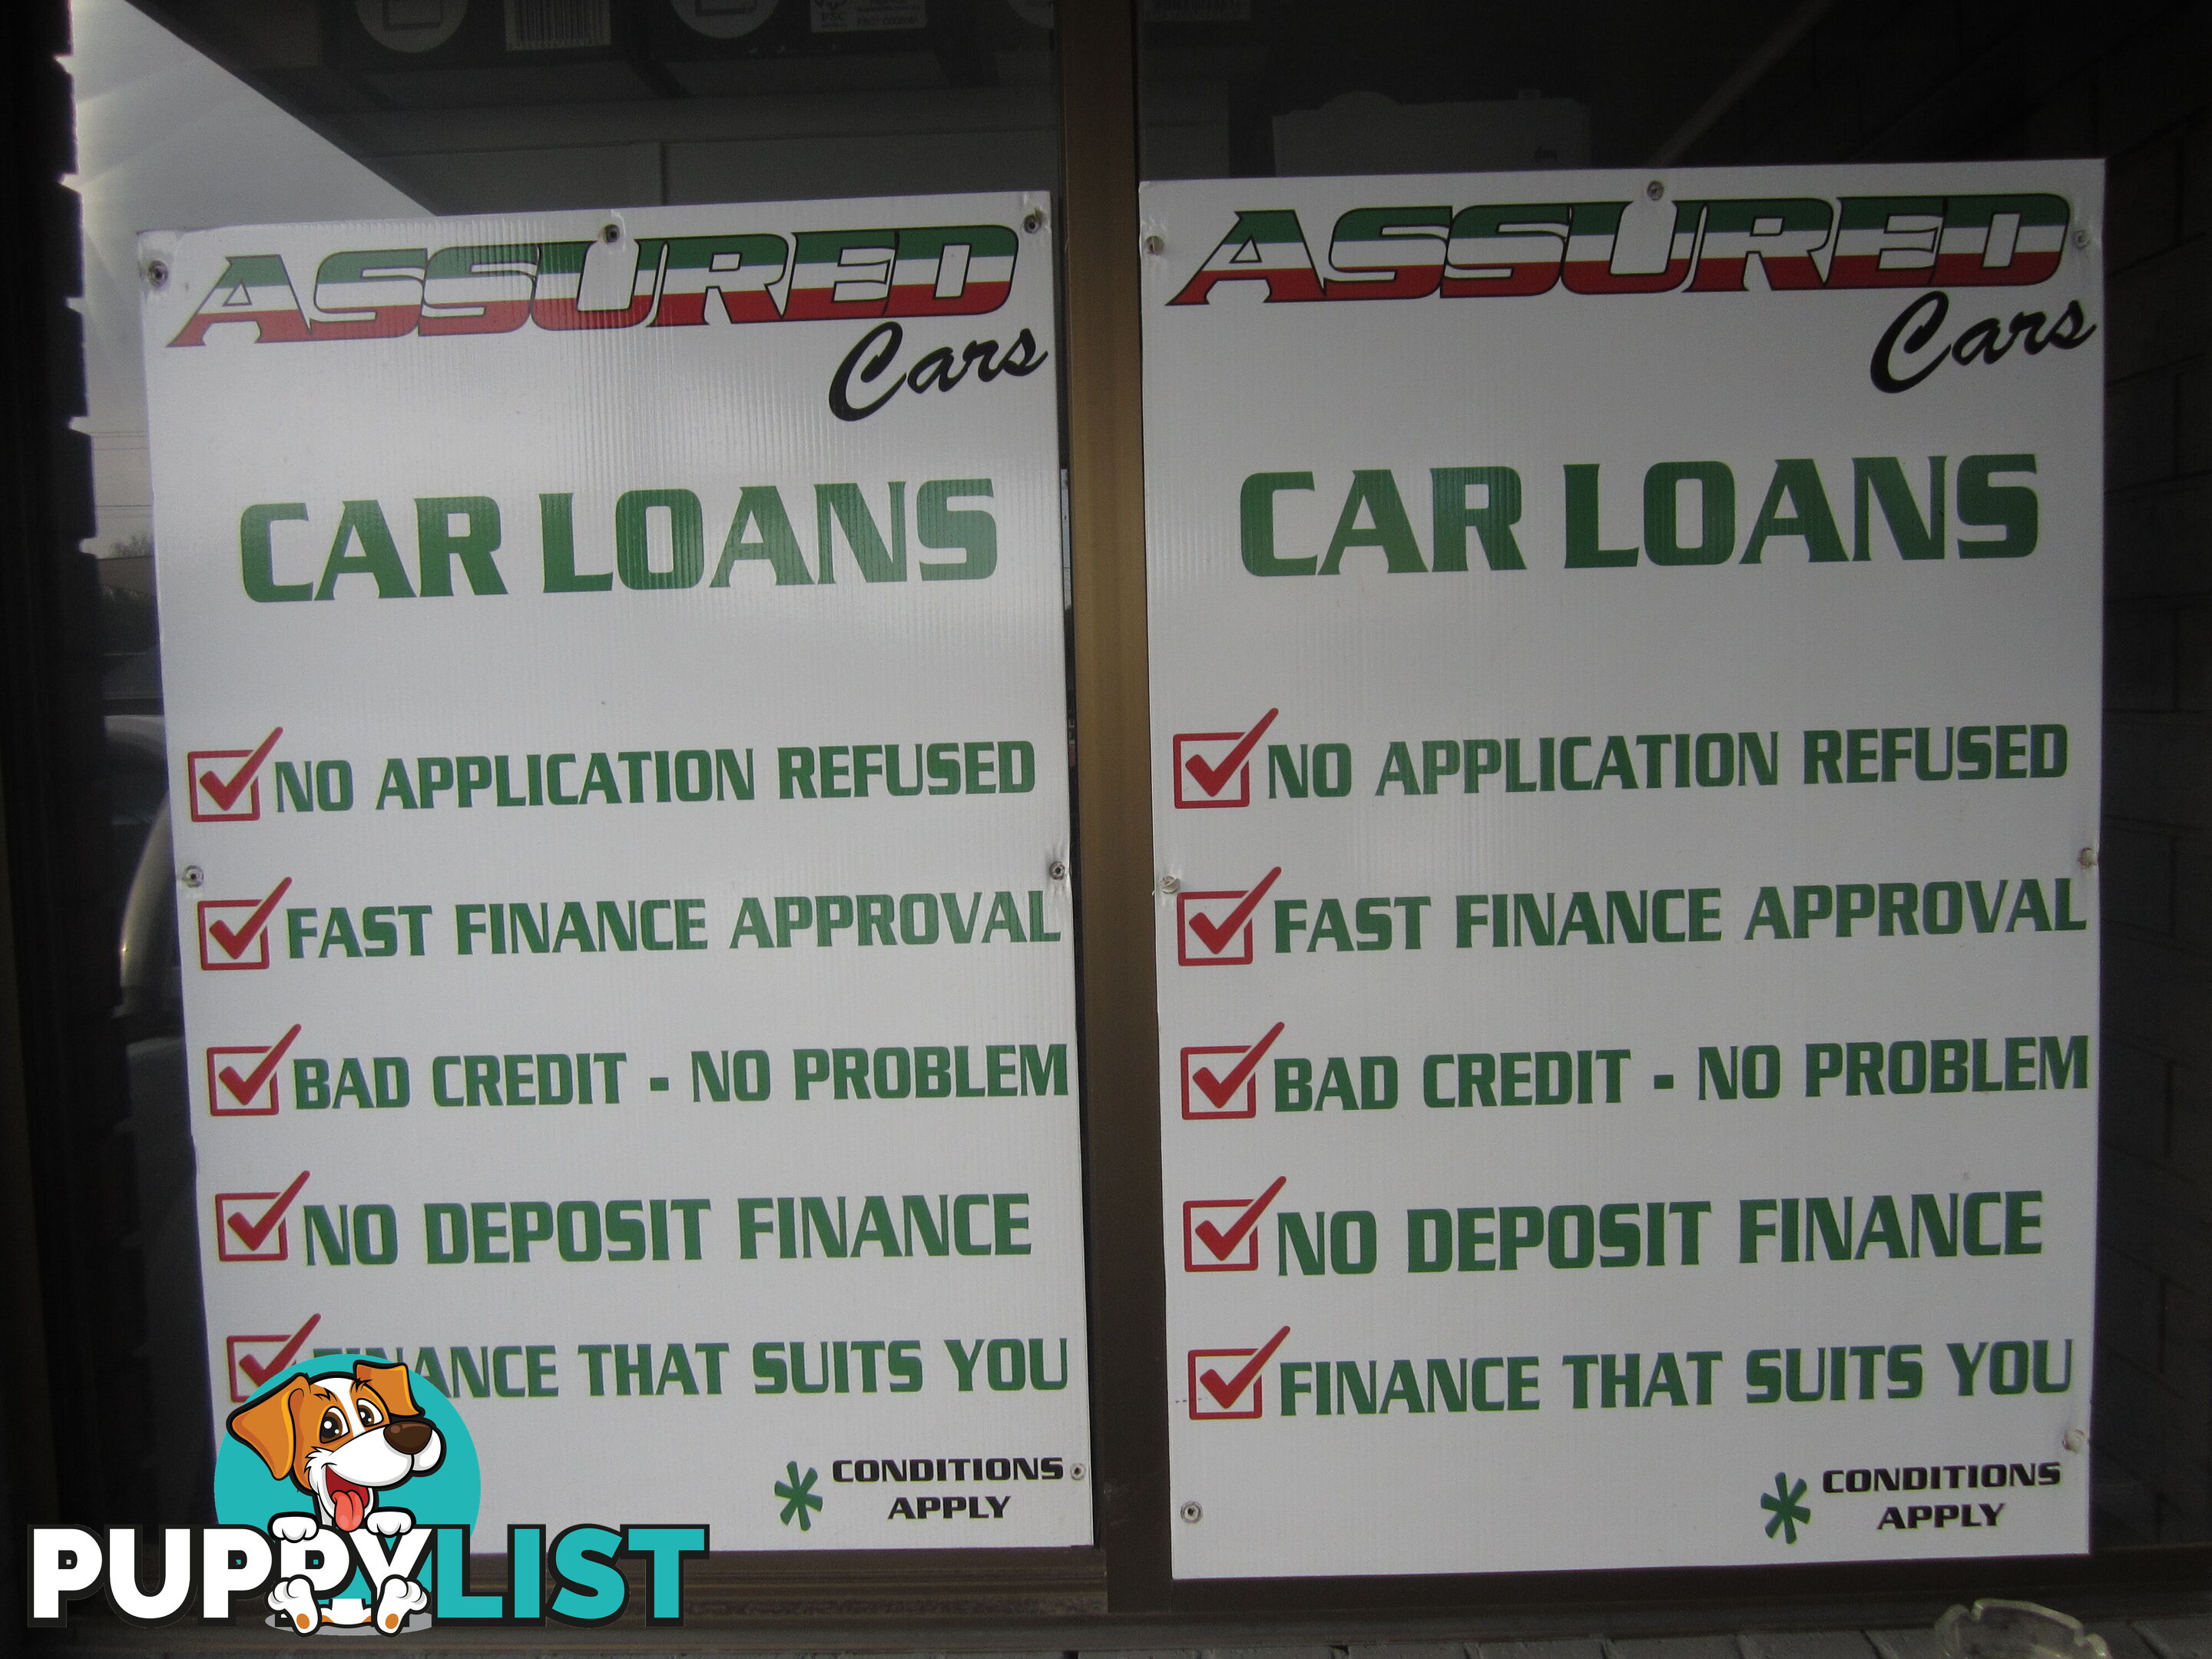 ASSURED
Cars
CAR LOANS
NO APPLICATION REFUSED
FAST FINANCE APPROVAL
BAD CREDIT - NO PROBLEM
NO DEPOSIT FINANCE
FINANCE THAT SUITS YOU
* CONDITIONS
APPLY
ASSURED
Cars
CAR LOANS
NO APPLICATION REFUSED
FAST FINANCE APPROVAL
BAD CREDIT - NO PROBLEM
NO DEPOSIT FINANCE
FINANCE THAT SUITS YOU
* CONDITIONS
APPLY
PUPPYLIST